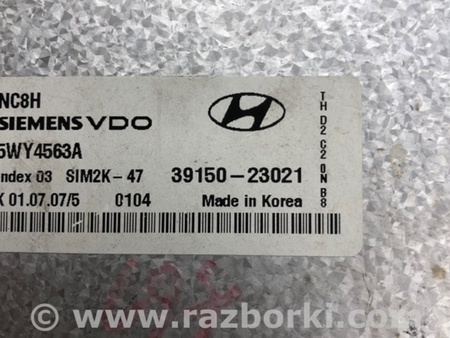 NC8H
SIEMENS VDO
5WY4563A
Index 03 SIM2K-47
39150-23021
K 01.07.07/5 0104
Made in Korea
TH D2 C2 0N B8
www.razborki.com